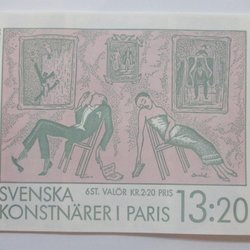 SVENSKA
6ST. VALÖR KR.2·20 PRIS
KONSTNÄRER I PARIS
13:20